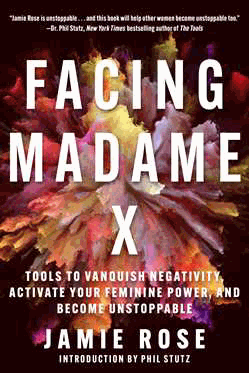 "Jamie Rose is unstoppable . . . and this book will help other women become unstoppable too."
—Dr. Phil Stutz, New York Times bestselling author of The Tools
FACING
MADAME
X
TOOLS TO VANQUISH NEGATIVITY,
ACTIVATE YOUR FEMININE POWER, AND
BECOME UNSTOPPABLE
JAMIE ROSE
INTRODUCTION BY PHIL STUTZ